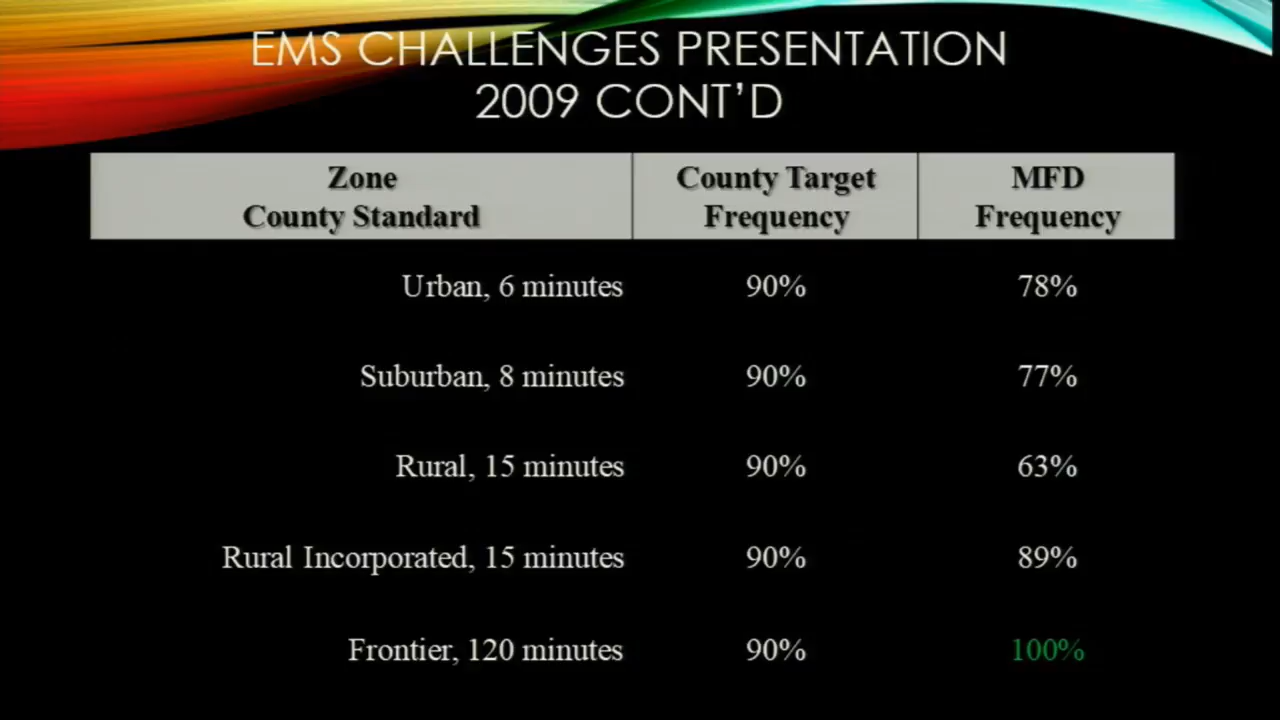 EMS CHALLENGES PRESENTATION
2009 CONT’D
Zone
County Standard
County Target
Frequency
MFD
Frequency
Urban, 6 minutes 90% 78%
Suburban, 8 minutes 90% 77%
Rural, 15 minutes 90% 63%
Rural Incorporated, 15 minutes 90% 89%
Frontier, 120 minutes 90% 100%